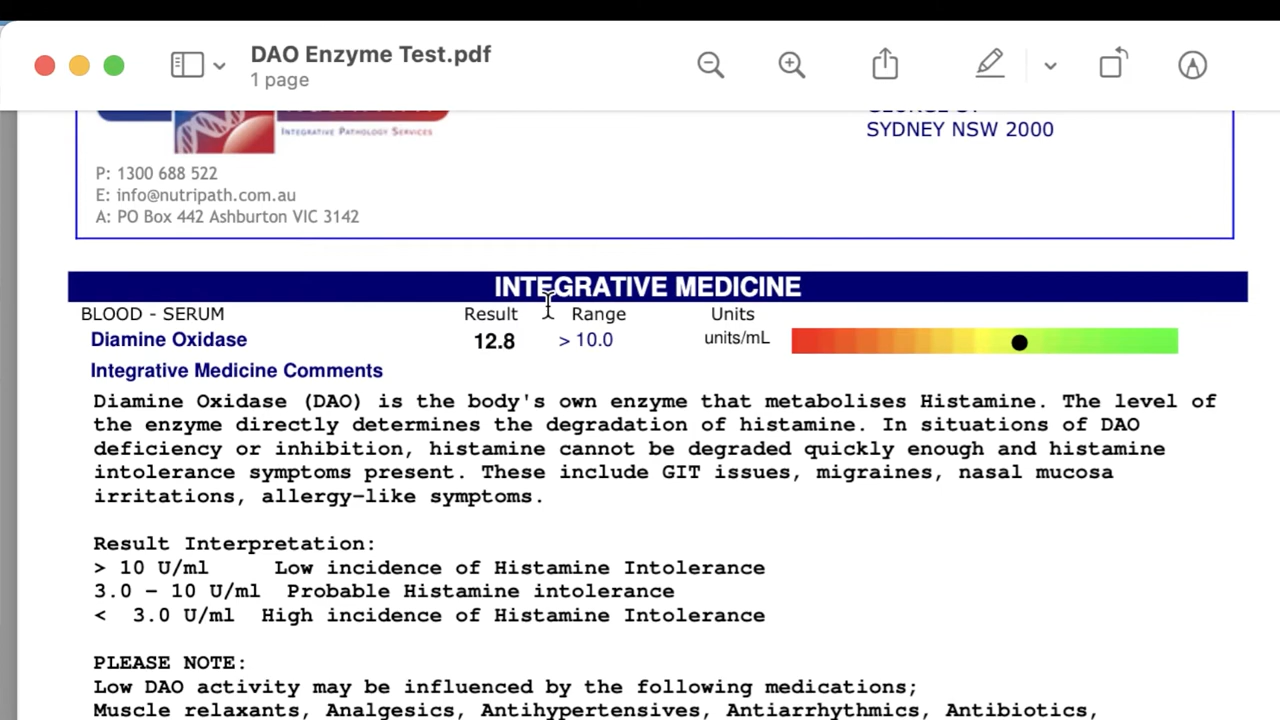 DAO Enzyme Test.pdf
1 page
INTEGRATIVE PATHOLOGY SERVICES
SYDNEY NSW 2000
P: 1300 688 522
E: info@nutripath.com.au
A: PO Box 442 Ashburton VIC 3142
INTEGRATIVE MEDICINE
BLOOD - SERUM Result Range Units
Diamine Oxidase 12.8 > 10.0 units/mL
Integrative Medicine Comments
Diamine Oxidase (DAO) is the body's own enzyme that metabolises Histamine. The level of
the enzyme directly determines the degradation of histamine. In situations of DAO
deficiency or inhibition, histamine cannot be degraded quickly enough and histamine
intolerance symptoms present. These include GIT issues, migraines, nasal mucosa
irritations, allergy-like symptoms.
Result Interpretation:
> 10 U/ml Low incidence of Histamine Intolerance
3.0 - 10 U/ml Probable Histamine intolerance
< 3.0 U/ml High incidence of Histamine Intolerance
PLEASE NOTE:
Low DAO activity may be influenced by the following medications;
Muscle relaxants, Analgesics, Antihypertensives, Antiarrhythmics, Antibiotics,